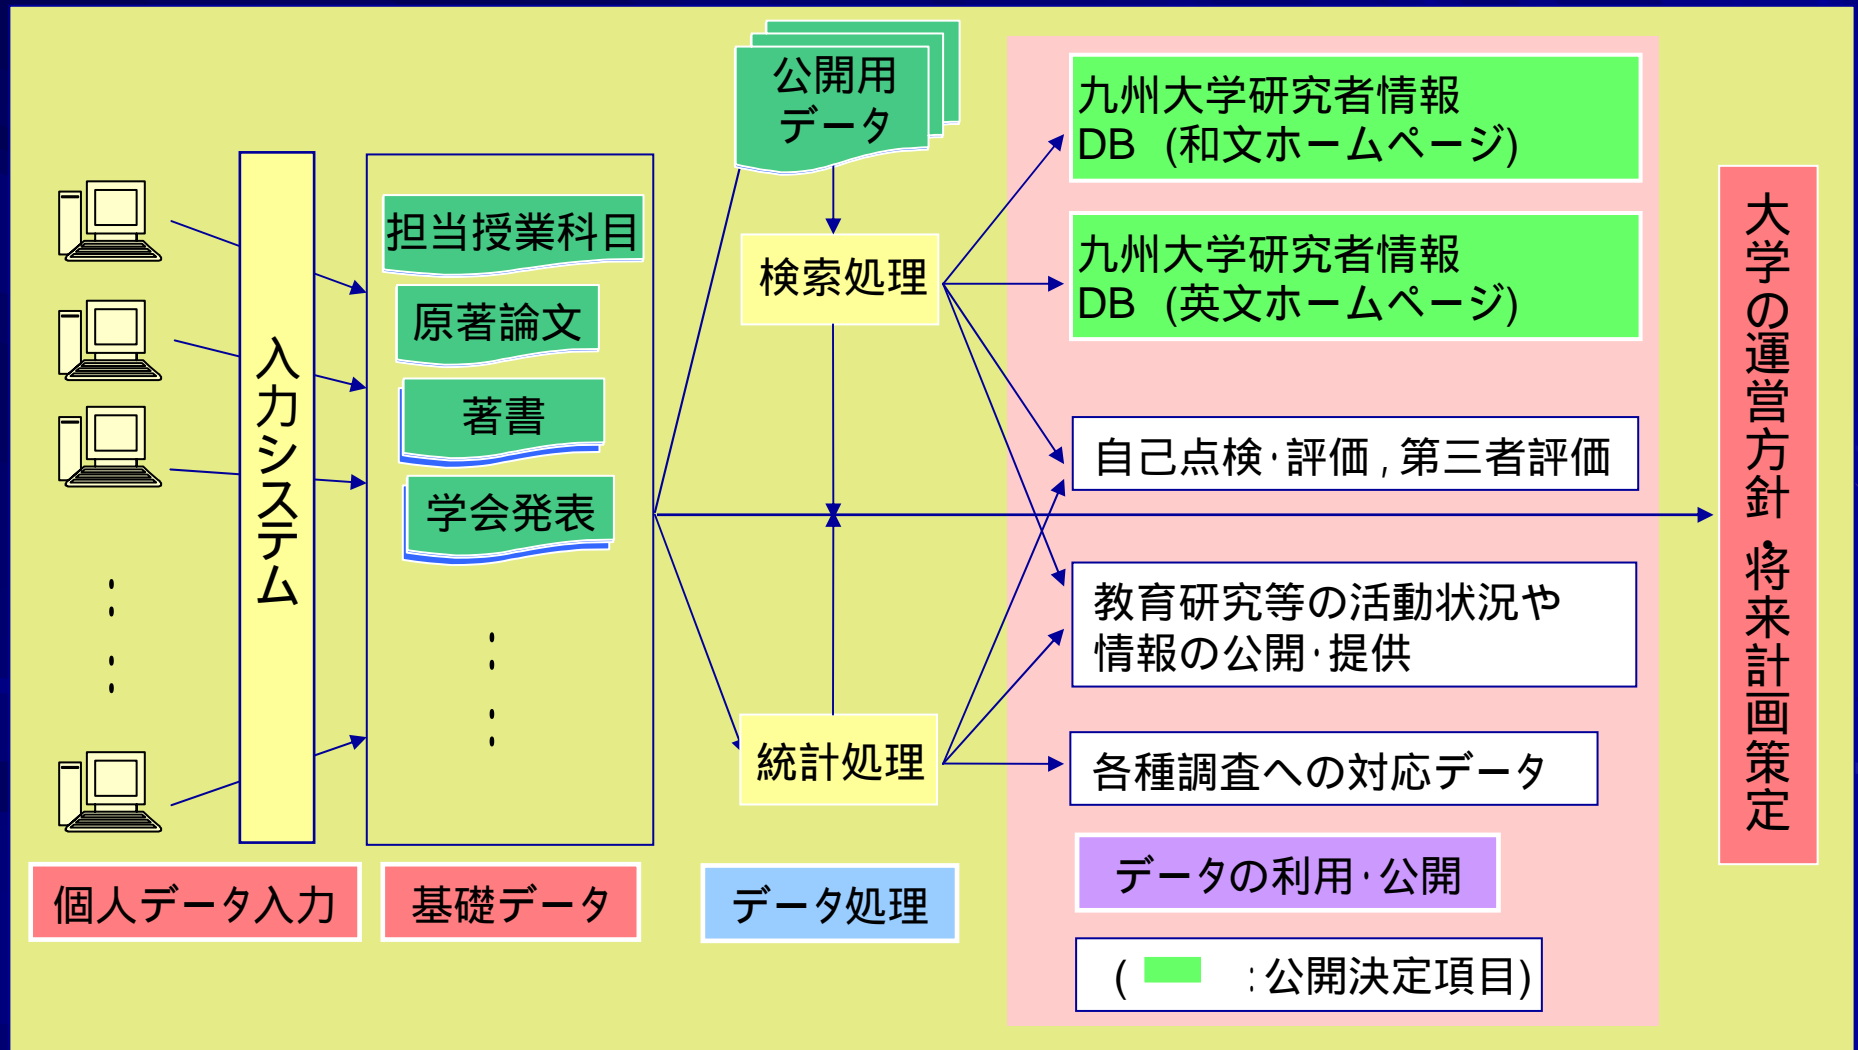 入力システム
担当授業科目
原著論文
著書
学会発表
公開用
データ
検索処理
統計処理
九州大学研究者情報
DB (和文ホームページ)
九州大学研究者情報
DB (英文ホームページ)
自己点検・評価,第三者評価
教育研究等の活動状況や
情報の公開・提供
各種調査への対応データ
大学の運営方針・将来計画策定
個人データ入力
基礎データ
データ処理
データの利用・公開
( :公開決定項目)